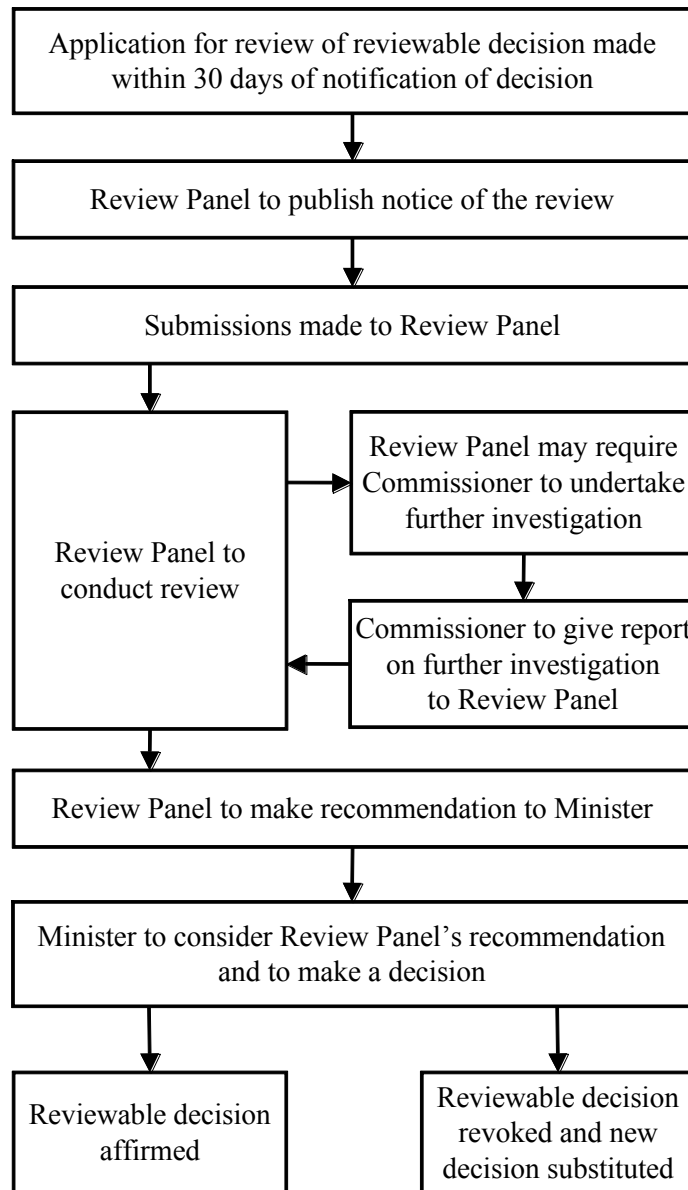 Application for review of reviewable decision made
within 30 days of notification of decision
Review Panel to publish notice of the review
Submissions made to Review Panel
Review Panel to
conduct review
Review Panel may require
Commissioner to undertake
further investigation
Commissioner to give report
on further investigation
to Review Panel
Review Panel to make recommendation to Minister
Minister to consider Review Panel’s recommendation
and to make a decision
Reviewable decision
affirmed
Reviewable decision
revoked and new
decision substituted